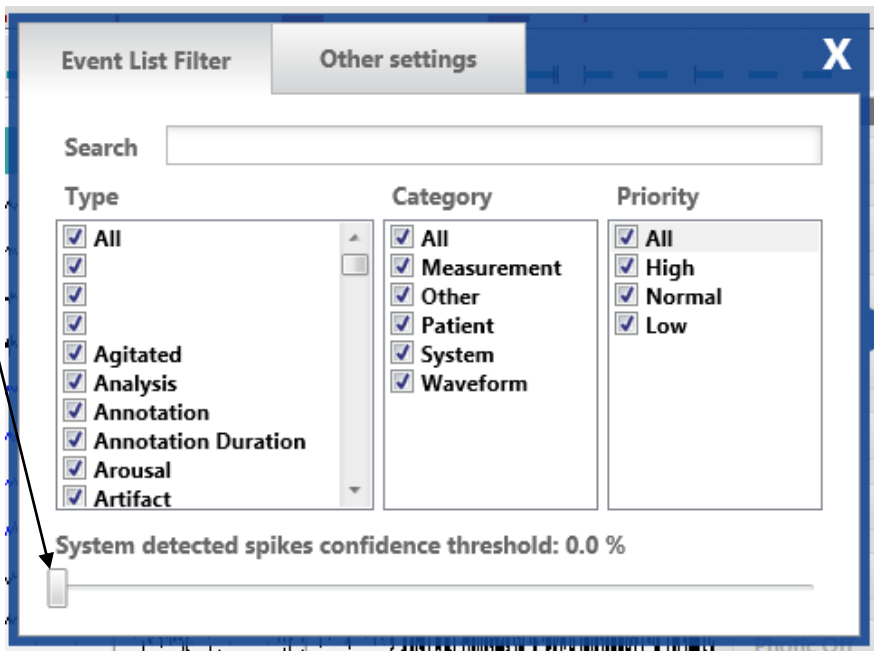 Event List Filter
Other settings
X
Search
Type
Category
Priority
All
Agitated
Analysis
Annotation
Annotation Duration
Arousal
Artifact
All
Measurement
Other
Patient
System
Waveform
All
High
Normal
Low
System detected spikes confidence threshold: 0.0 %